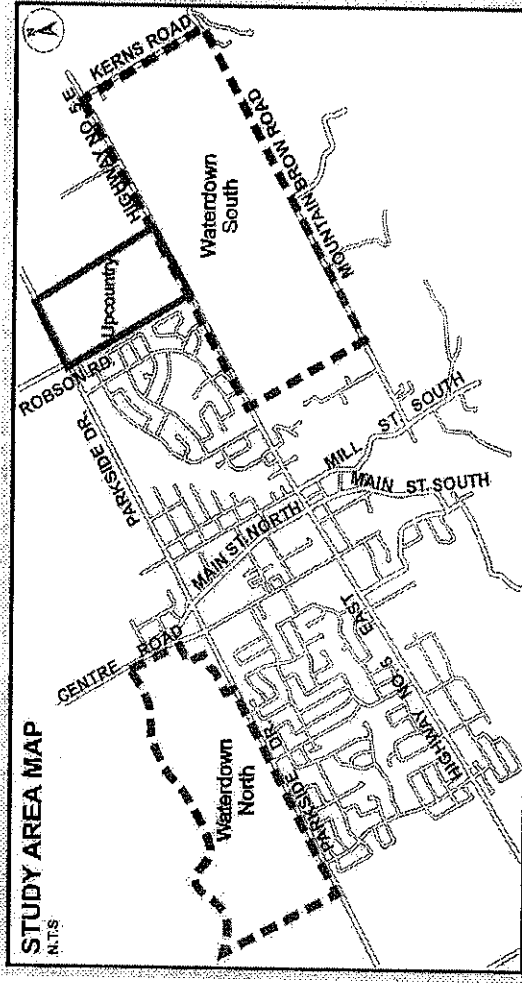 STUDY AREA MAP
N.T.S
N
KERNS ROAD
HIGHWAY NO 5 E
Upcountry
Waterdown
South
MOUNTAIN BROW ROAD
ROBSON RD.
PARKSIDE DR.
MILL ST. SOUTH
MAIN ST. SOUTH
MAIN ST. NORTH
CENTRE ROAD
Waterdown
North
PARKSIDE DR.
HIGHWAY NO 5 EAST